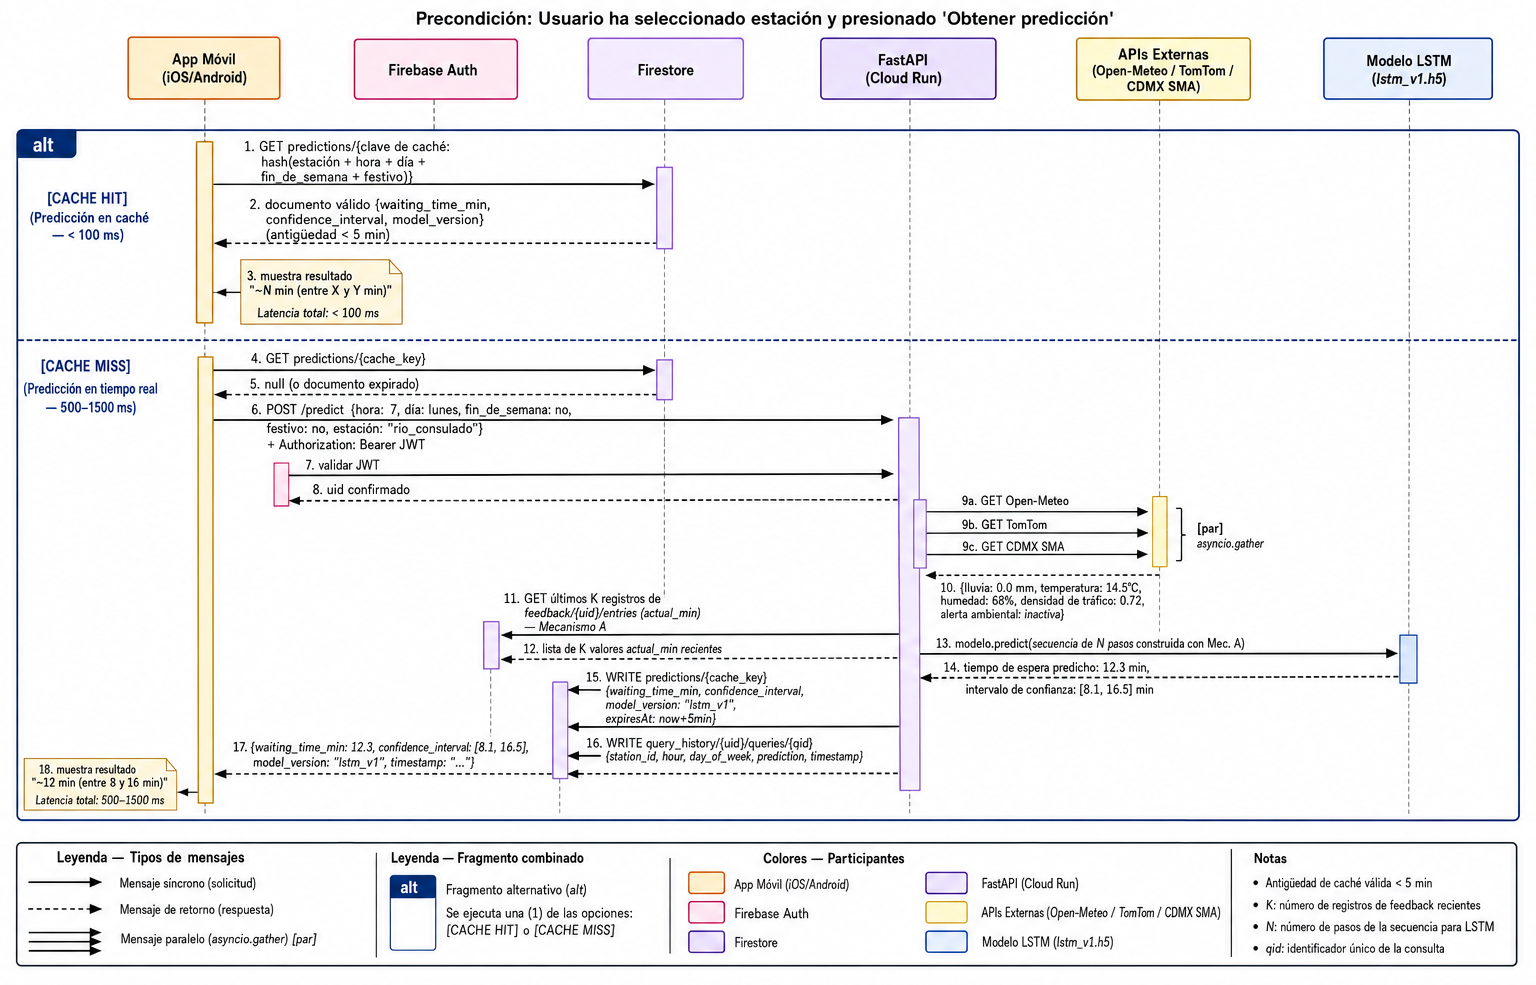 Precondición: Usuario ha seleccionado estación y presionado 'Obtener predicción'
App Móvil
(iOS/Android)
Firebase Auth
Firestore
FastAPI
(Cloud Run)
APIs Externas
(Open-Meteo / TomTom /
CDMX SMA)
Modelo LSTM
(lstm_v1.h5)
alt
[CACHE HIT]
(Predicción en caché
— < 100 ms)
1. GET predictions/{clave de caché:
hash(estación + hora + día +
fin_de_semana + festivo)}
2. documento válido {waiting_time_min,
confidence_interval, model_version}
(antigüedad < 5 min)
3. muestra resultado
"~N min (entre X y Y min)"
Latencia total: < 100 ms
[CACHE MISS]
(Predicción en tiempo real
— 500–1500 ms)
4. GET predictions/{cache_key}
5. null (o documento expirado)
6. POST /predict {hora: 7, día: lunes, fin_de_semana: no,
festivo: no, estación: "rio_consulado"}
+ Authorization: Bearer JWT
7. validar JWT
8. uid confirmado
9a. GET Open-Meteo
9b. GET TomTom
9c. GET CDMX SMA
[par]
asyncio.gather
10. {lluvia: 0.0 mm, temperatura: 14.5°C,
humedad: 68%, densidad de tráfico: 0.72,
alerta ambiental: inactiva}
11. GET últimos K registros de
feedback/{uid}/entries (actual_min)
— Mecanismo A
12. lista de K valores actual_min recientes
13. modelo.predict(secuencia de N pasos construida con Mec. A)
14. tiempo de espera predicho: 12.3 min,
intervalo de confianza: [8.1, 16.5] min
15. WRITE predictions/{cache_key}
{waiting_time_min, confidence_interval,
model_version: "lstm_v1",
expiresAt: now+5min}
16. WRITE query_history/{uid}/queries/{qid}
{station_id, hour, day_of_week, prediction, timestamp}
17. {waiting_time_min: 12.3, confidence_interval: [8.1, 16.5],
model_version: "lstm_v1", timestamp: "..."}
18. muestra resultado
"~12 min (entre 8 y 16 min)"
Latencia total: 500–1500 ms
Leyenda — Tipos de mensajes
Mensaje síncrono (solicitud)
Mensaje de retorno (respuesta)
Mensaje paralelo (asyncio.gather) [par]
Leyenda — Fragmento combinado
alt
Fragmento alternativo (alt)
Se ejecuta una (1) de las opciones:
[CACHE HIT] o [CACHE MISS]
Colores — Participantes
App Móvil (iOS/Android)
Firebase Auth
Firestore
FastAPI (Cloud Run)
APIs Externas (Open-Meteo / TomTom / CDMX SMA)
Modelo LSTM (lstm_v1.h5)
Notas
• Antigüedad de caché válida < 5 min
• K: número de registros de feedback recientes
• N: número de pasos de la secuencia para LSTM
• qid: identificador único de la consulta